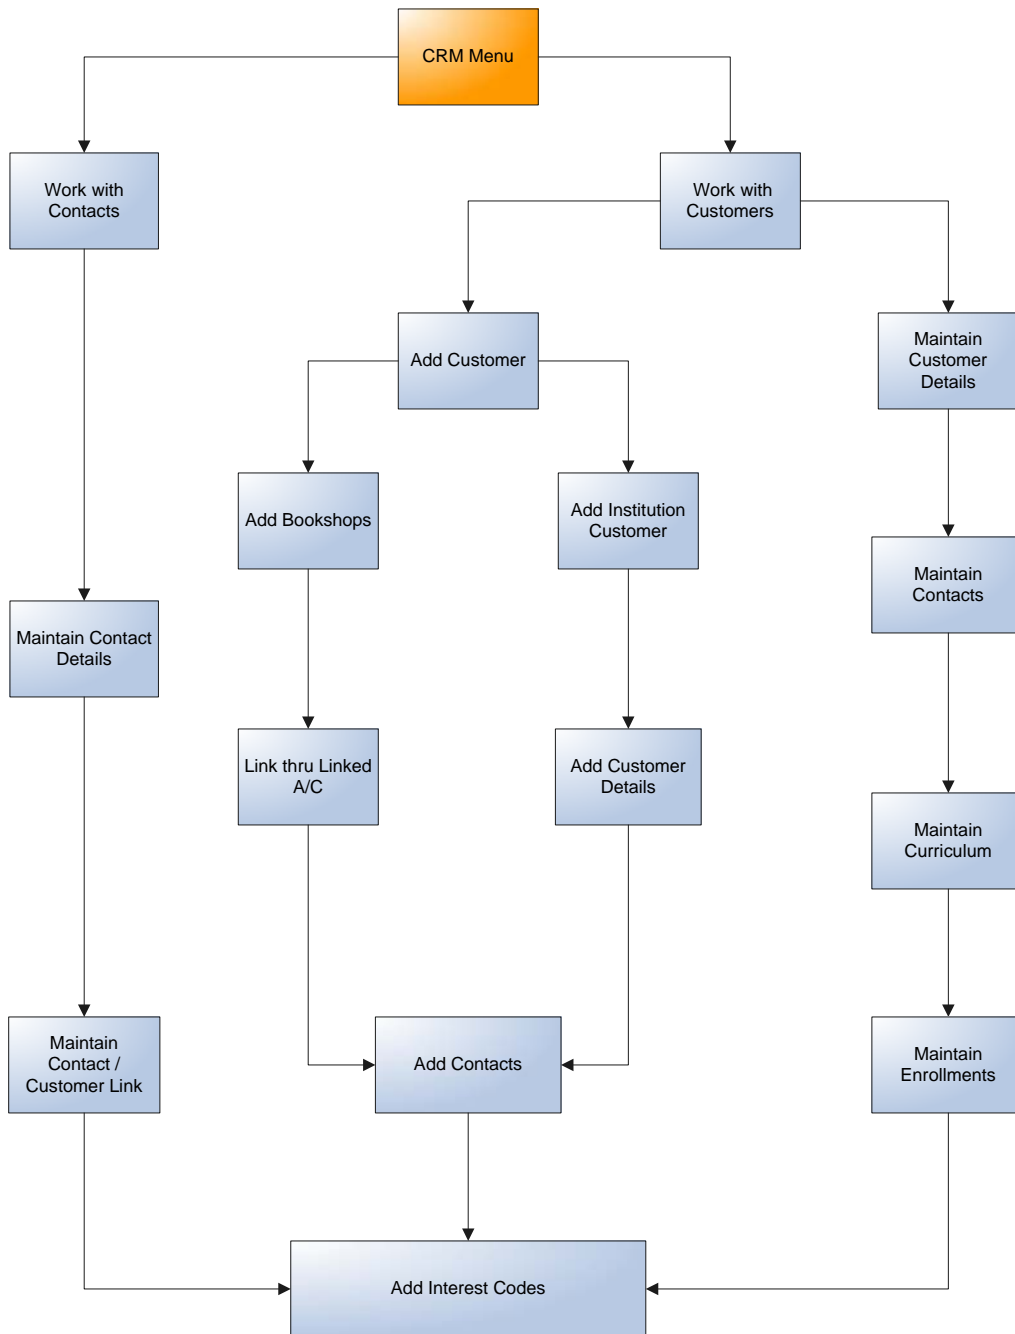 CRM Menu
Work with
Contacts
Work with
Customers
Add Customer
Maintain
Customer
Details
Add Bookshops
Add Institution
Customer
Maintain
Contacts
Maintain Contact
Details
Link thru Linked
A/C
Add Customer
Details
Maintain
Curriculum
Maintain
Contact /
Customer Link
Add Contacts
Maintain
Enrollments
Add Interest Codes